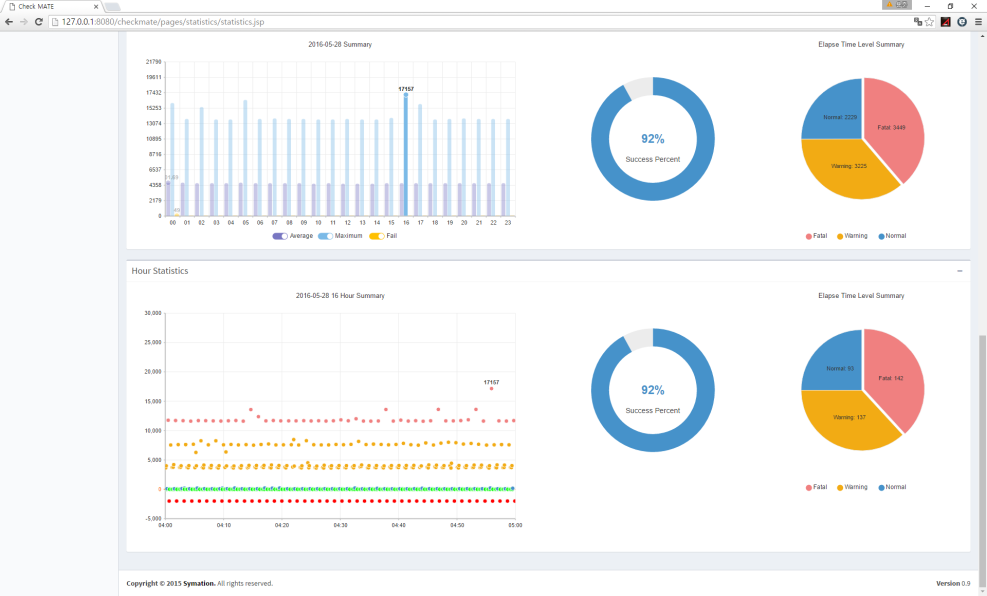 Check MATE
127.0.0.1:8080/checkmate/pages/statistics/statistics.jsp
2016-05-28 Summary
21790
19611
17432
15253
13074
10895
8716
6537
4358
2179
0
17157
00 01 02 03 04 05 06 07 08 09 10 11 12 13 14 15 16 17 18 19 20 21 22 23
Average Maximum Fail
92%
Success Percent
Elapse Time Level Summary
Normal: 2229
Fatal: 3449
Warning: 3225
Fatal Warning Normal
Hour Statistics
2016-05-28 16 Hour Summary
30,000
25,000
20,000
15,000
10,000
5,000
0
-5,000
17157
04:00 04:10 04:20 04:30 04:40 04:50 05:00
92%
Success Percent
Elapse Time Level Summary
Normal: 93
Fatal: 142
Warning: 137
Fatal Warning Normal
Copyright © 2015 Symation. All rights reserved.
Version 0.9